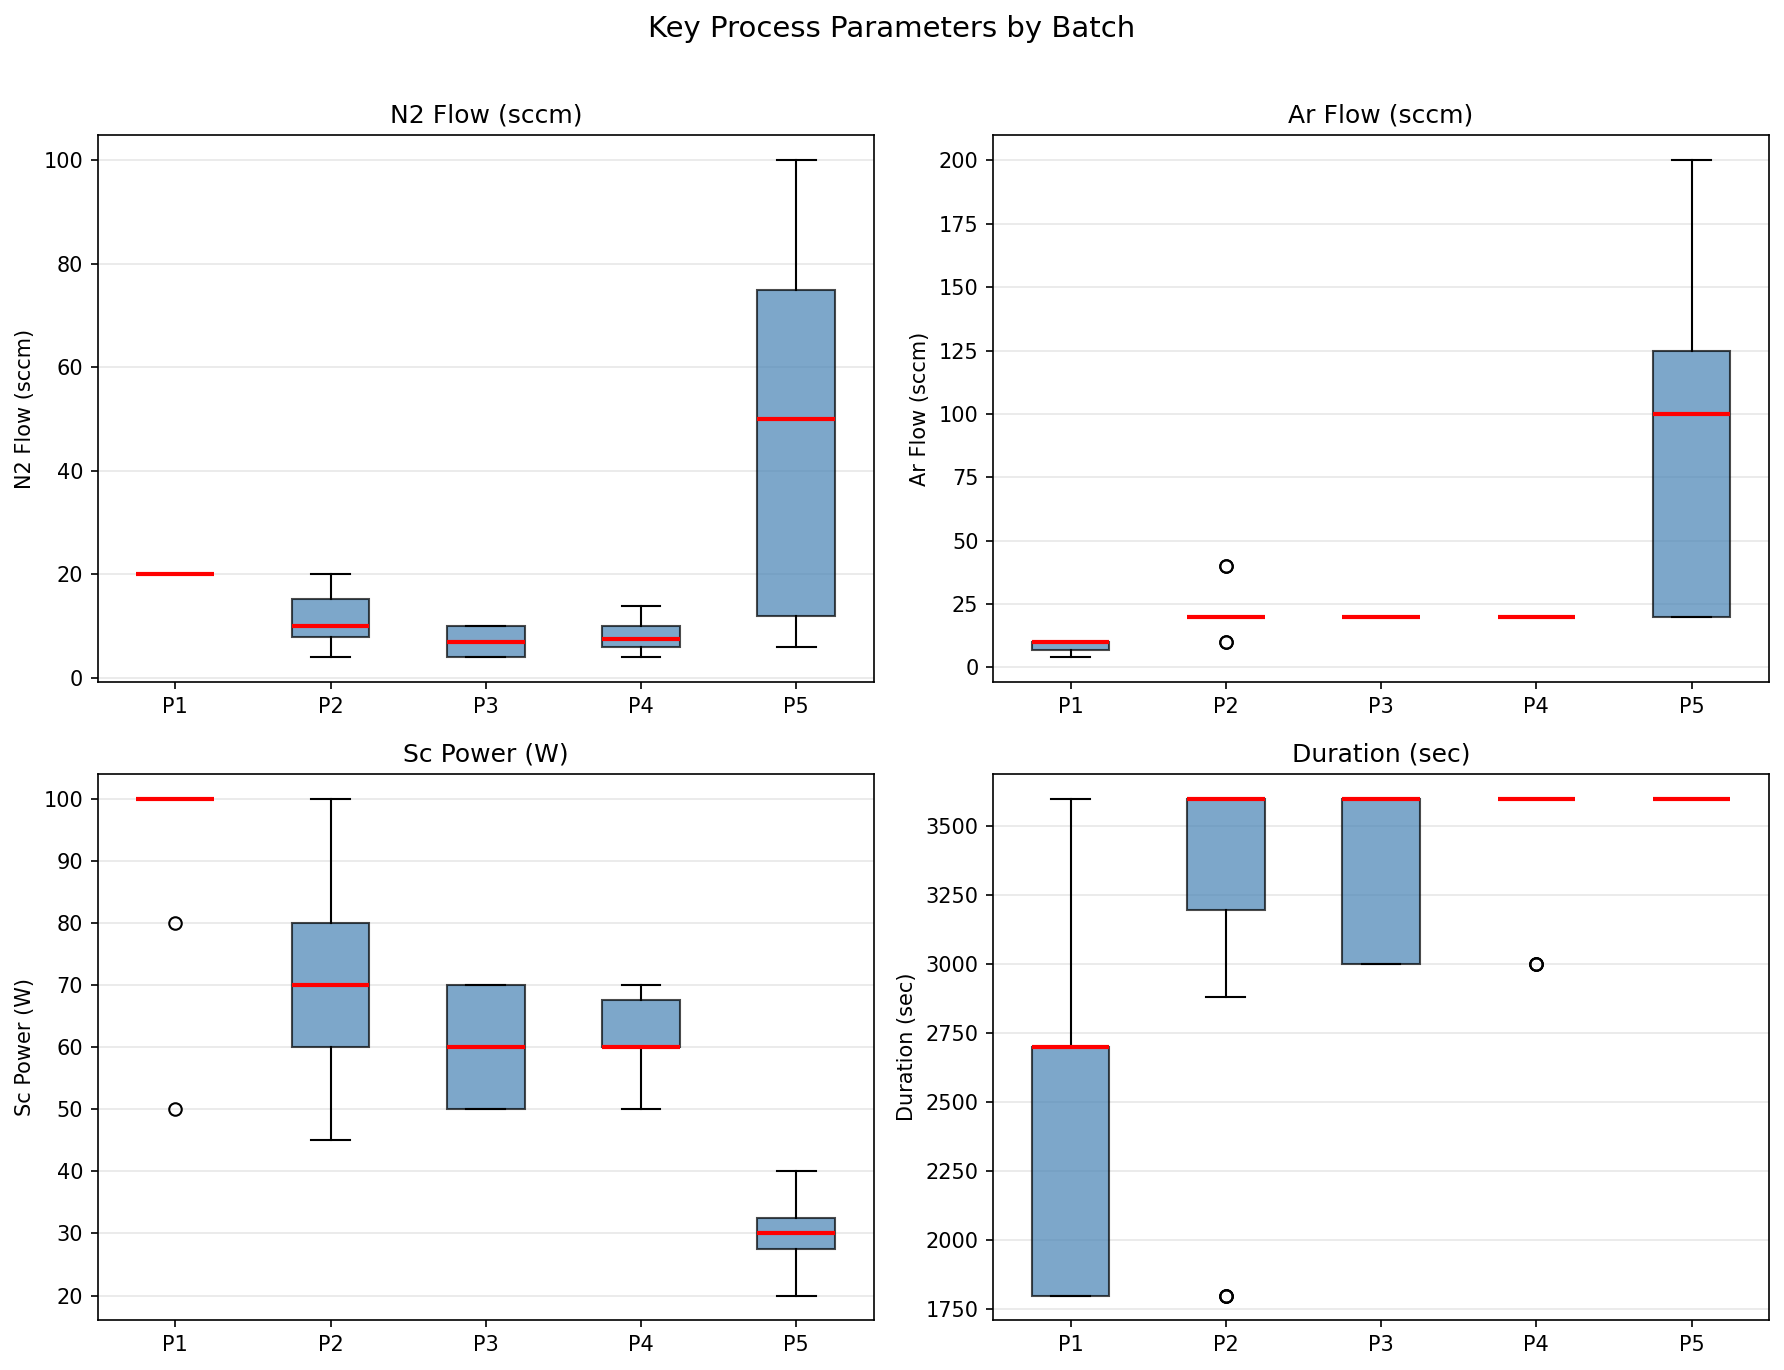 Key Process Parameters by Batch
N2 Flow (sccm)
N2 Flow (sccm)
100
80
60
40
20
0
P1 P2 P3 P4 P5
Ar Flow (sccm)
Ar Flow (sccm)
200
175
150
125
100
75
50
25
0
P1 P2 P3 P4 P5
Sc Power (W)
Sc Power (W)
100
90
80
70
60
50
40
30
20
P1 P2 P3 P4 P5
Duration (sec)
Duration (sec)
3500
3250
3000
2750
2500
2250
2000
1750
P1 P2 P3 P4 P5